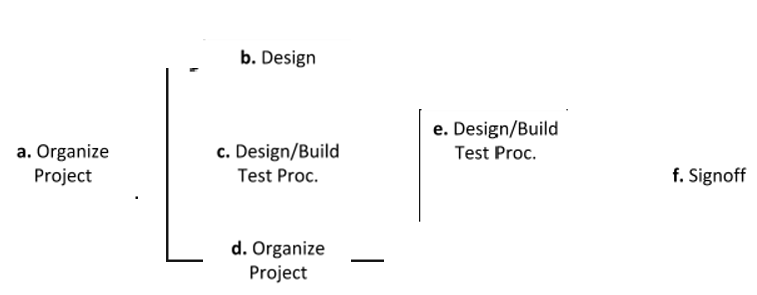 b. Design
a. Organize
Project
c. Design/Build
Test Proc.
d. Organize
Project
e. Design/Build
Test Proc.
f. Signoff